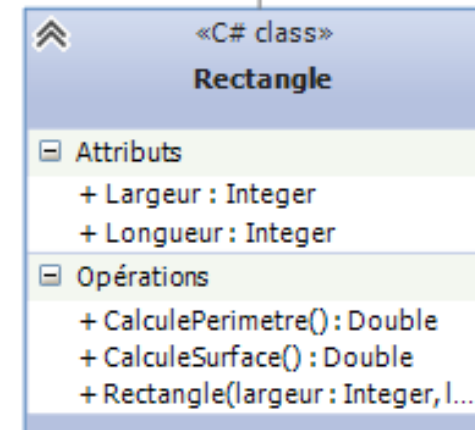 «C# class»
Rectangle
Attributs
+ Largeur : Integer
+ Longueur : Integer
Opérations
+ CalculePerimetre() : Double
+ CalculeSurface() : Double
+ Rectangle(largeur : Integer, l...